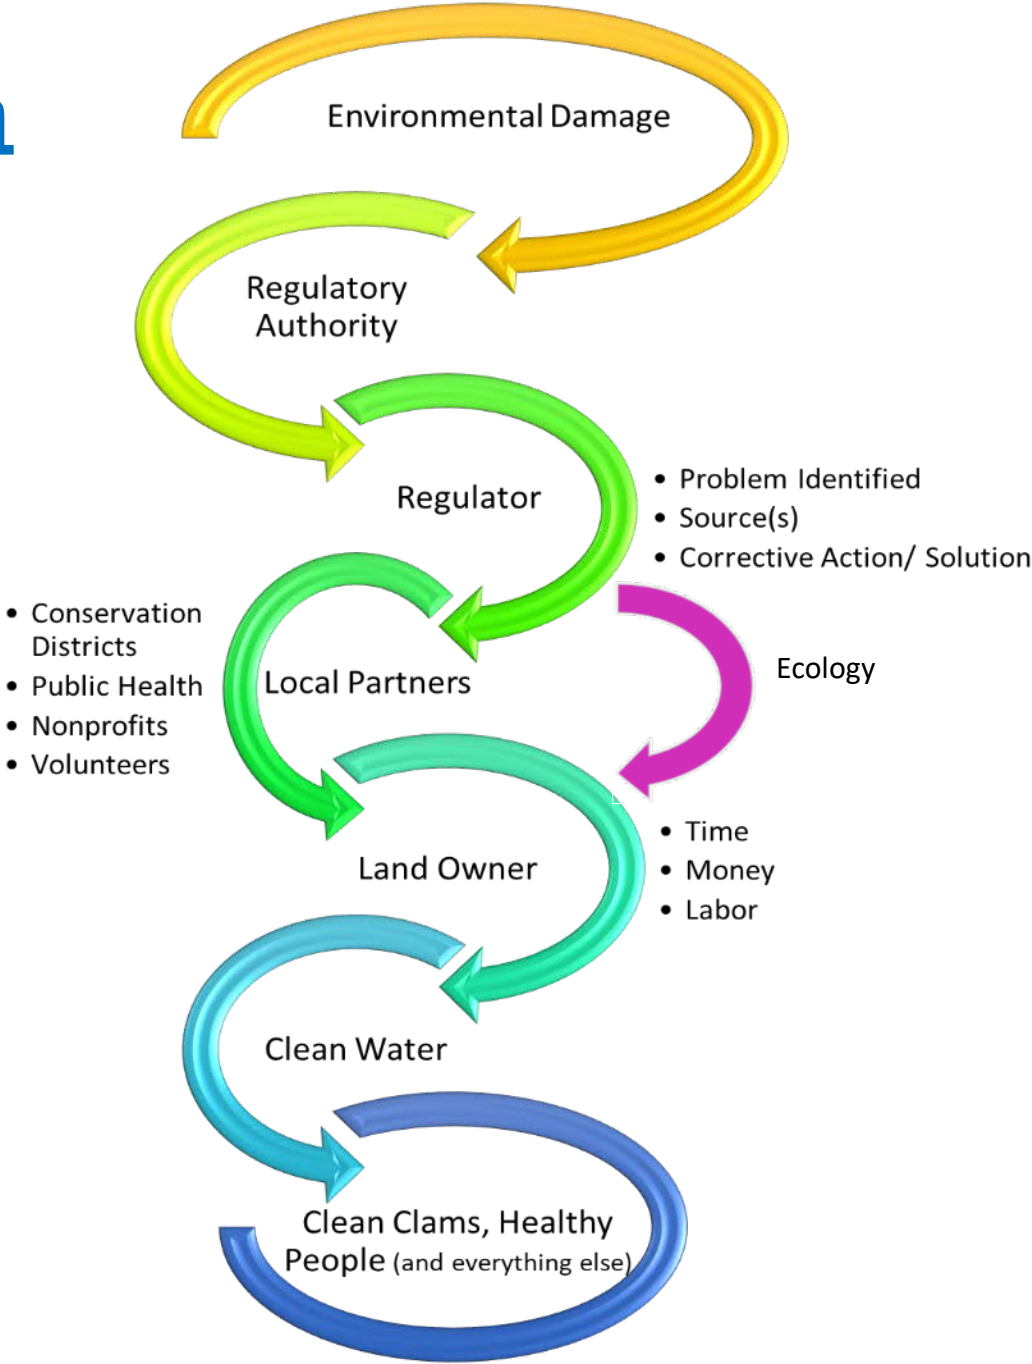 Environmental Damage
Regulatory
Authority
Regulator
• Problem Identified
• Source(s)
• Corrective Action/ Solution
• Conservation
Districts
• Public Health
• Nonprofits
• Volunteers
Local Partners
Ecology
Land Owner
• Time
• Money
• Labor
Clean Water
Clean Clams, Healthy
People (and everything else)